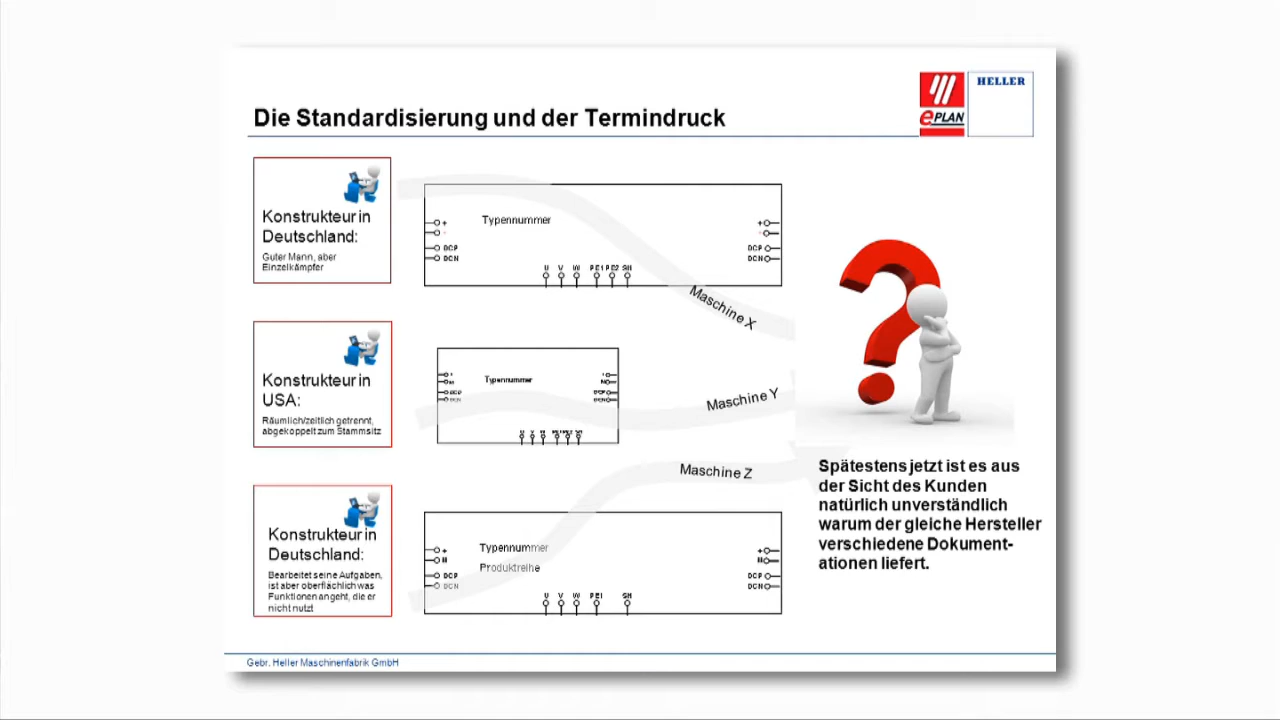 Die Standardisierung und der Termindruck
ePLAN
HELLER
Konstrukteur in
Deutschland:
Guter Mann, aber
Einzelkämpfer
Typennummer
+
-
DCP
DCN
+
-
DCP
DCN
U V W PE1 PE2 SH
Maschine X
Konstrukteur in
USA:
Räumlich/zeitlich getrennt,
abgekoppelt zum Stammsitz
Typennummer
DCP
DCN
DCP
DCN
Maschine Y
Maschine Z
Konstrukteur in
Deutschland:
Bearbeitet seine Aufgaben,
ist aber oberflächlich was
Funktionen angeht, die er
nicht nutzt
Typennummer
Produktreihe
+
DCP
DCN
+
DCP
DCN
U V W PE1 SH
Spätestens jetzt ist es aus
der Sicht des Kunden
natürlich unverständlich
warum der gleiche Hersteller
verschiedene Dokument-
ationen liefert.
Gebr. Heller Maschinenfabrik GmbH